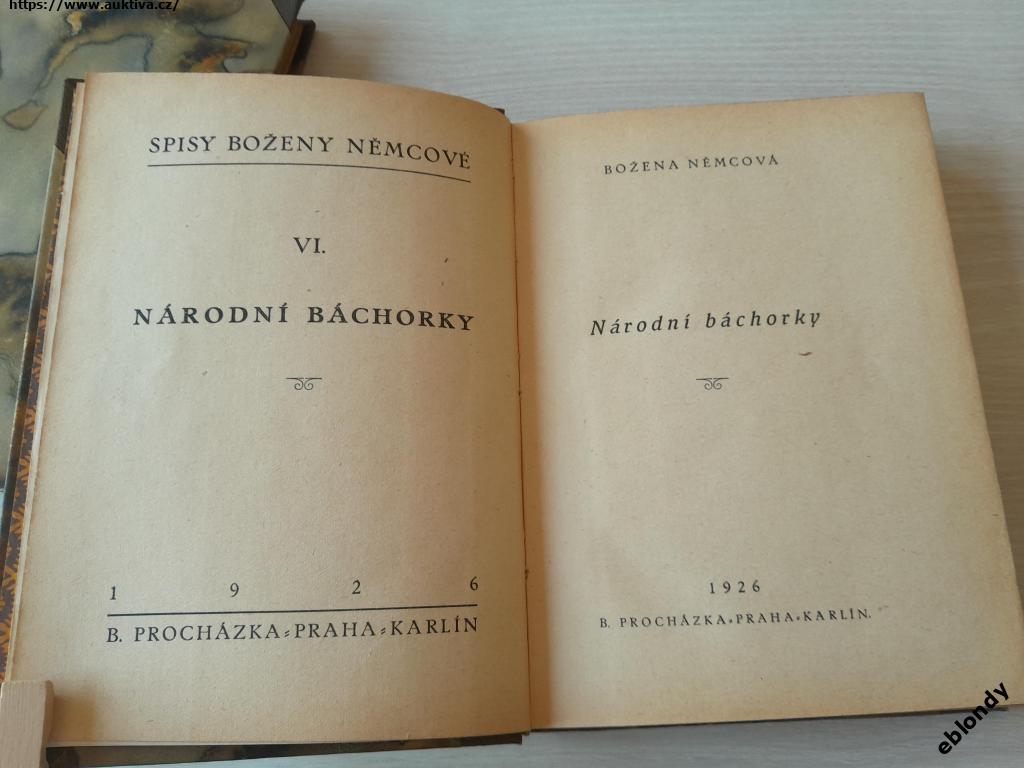 https://www.auktiva.cz/
SPISY BOŽENY NĚMCOVÉ
VI.
NÁRODNÍ BÁCHORKY
1 9 2 6
B. PROCHÁZKA PRAHA KARLÍN
BOŽENA NĚMCOVÁ
Národní báchorky
1926
B. PROCHÁZKA PRAHA KARLÍN.
eblondy